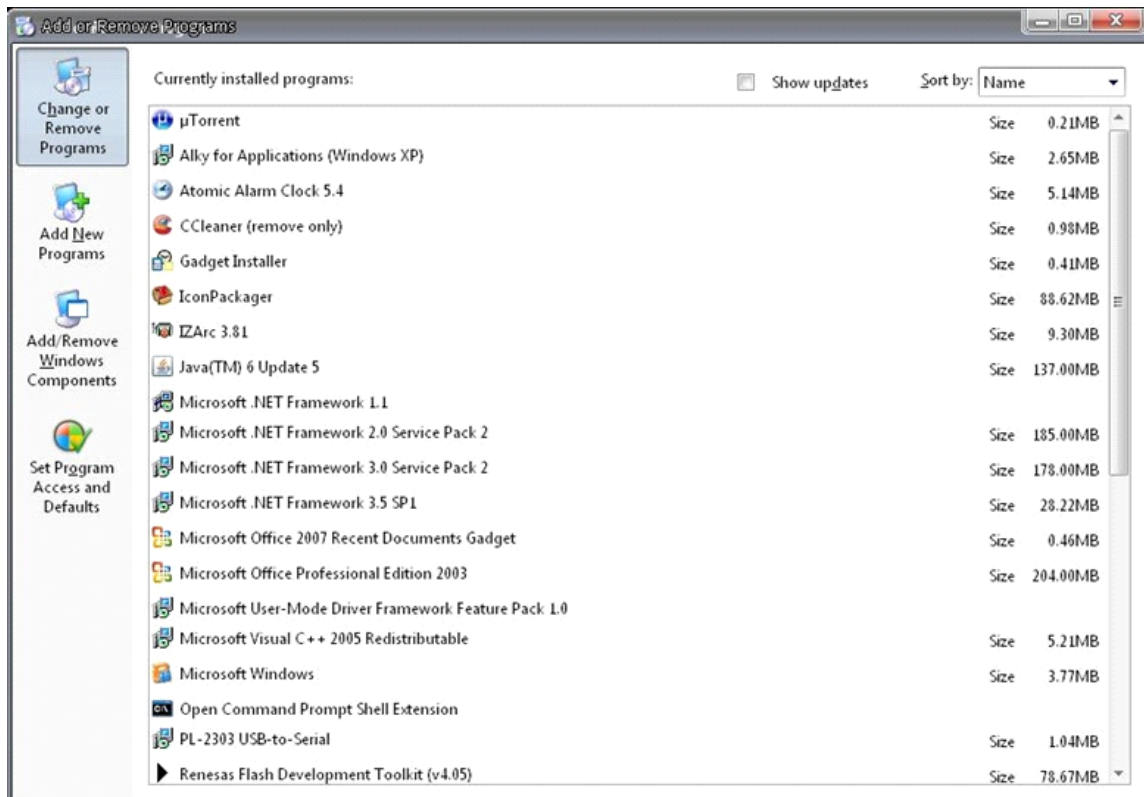 Add or Remove Programs
Change or
Remove
Programs
Add New
Programs
Add/Remove
Windows
Components
Set Program
Access and
Defaults
Currently installed programs:
Show updates
Sort by: Name
µTorrent Size 0.21MB
Alky for Applications (Windows XP) Size 2.65MB
Atomic Alarm Clock 5.4 Size 5.14MB
CCleaner (remove only) Size 0.98MB
Gadget Installer Size 0.41MB
IconPackager Size 88.62MB
IZArc 3.81 Size 9.30MB
Java(TM) 6 Update 5 Size 137.00MB
Microsoft .NET Framework 1.1
Microsoft .NET Framework 2.0 Service Pack 2 Size 185.00MB
Microsoft .NET Framework 3.0 Service Pack 2 Size 178.00MB
Microsoft .NET Framework 3.5 SP1 Size 28.22MB
Microsoft Office 2007 Recent Documents Gadget Size 0.46MB
Microsoft Office Professional Edition 2003 Size 204.00MB
Microsoft User-Mode Driver Framework Feature Pack 1.0
Microsoft Visual C++ 2005 Redistributable Size 5.21MB
Microsoft Windows Size 3.77MB
Open Command Prompt Shell Extension
PL-2303 USB-to-Serial Size 1.04MB
Renesas Flash Development Toolkit (v4.05) Size 78.67MB